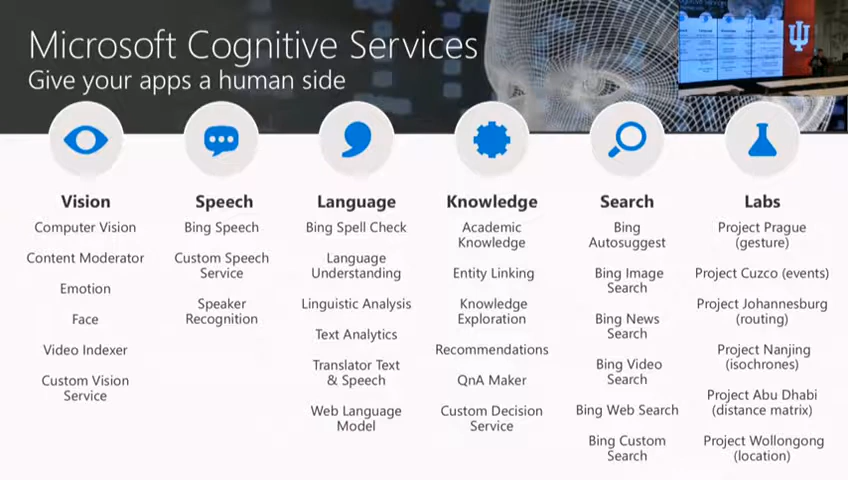 Microsoft Cognitive Services
Give your apps a human side
Vision
Computer Vision
Content Moderator
Emotion
Face
Video Indexer
Custom Vision
Service
Speech
Bing Speech
Custom Speech
Service
Speaker
Recognition
Language
Bing Spell Check
Language
Understanding
Linguistic Analysis
Text Analytics
Translator Text
& Speech
Web Language
Model
Knowledge
Academic
Knowledge
Entity Linking
Knowledge
Exploration
Recommendations
QnA Maker
Custom Decision
Service
Search
Bing
Autosuggest
Bing Image
Search
Bing News
Search
Bing Video
Search
Bing Web Search
Bing Custom
Search
Labs
Project Prague
(gesture)
Project Cuzco (events)
Project Johannesburg
(routing)
Project Nanjing
(isochrones)
Project Abu Dhabi
(distance matrix)
Project Wollongong
(location)